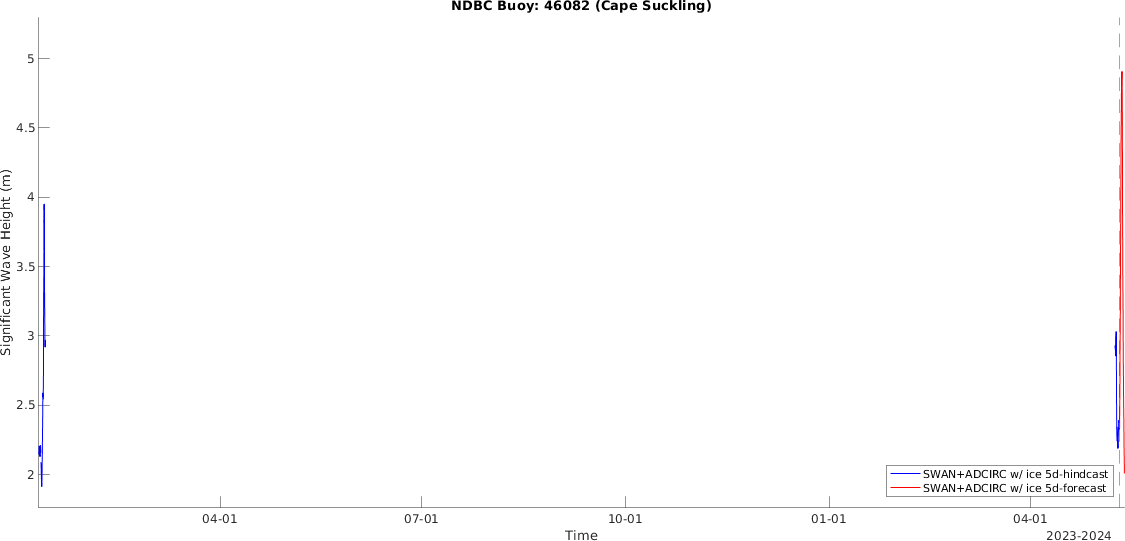 NDBC Buoy: 46082 (Cape Suckling)
Significant Wave Height (m)
5
4.5
4
3.5
3
2.5
2
SWAN+ADCIRC w/ ice 5d-hindcast
SWAN+ADCIRC w/ ice 5d-forecast
04-01 07-01 10-01 01-01 04-01
Time
2023-2024